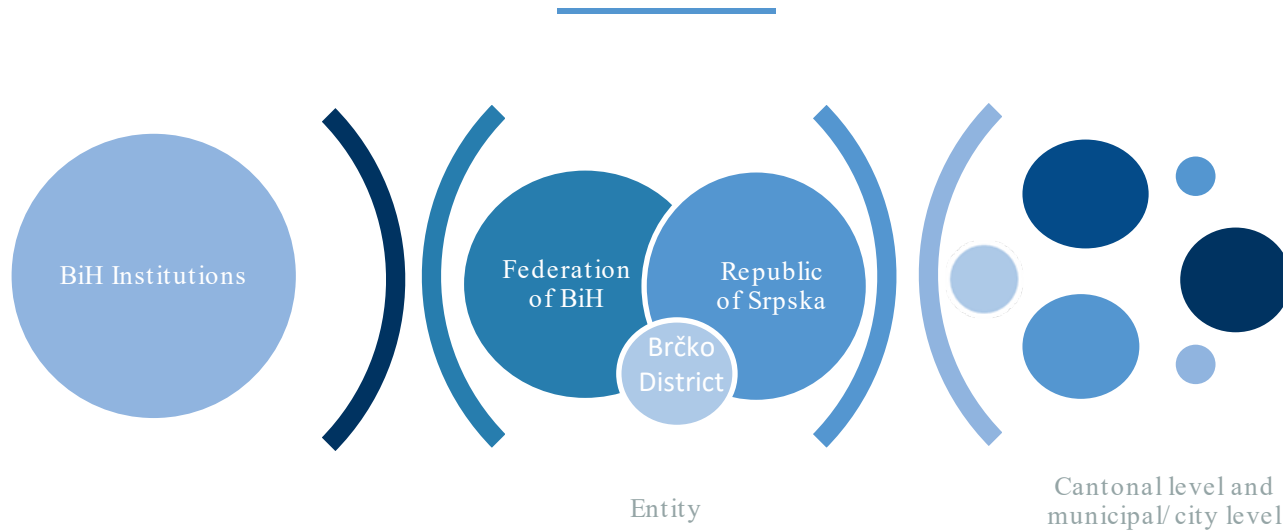 BiH Institutions
Federation
of BiH
Republic
of Srpska
Brčko
District
Entity
Cantonal level and
municipal/ city level